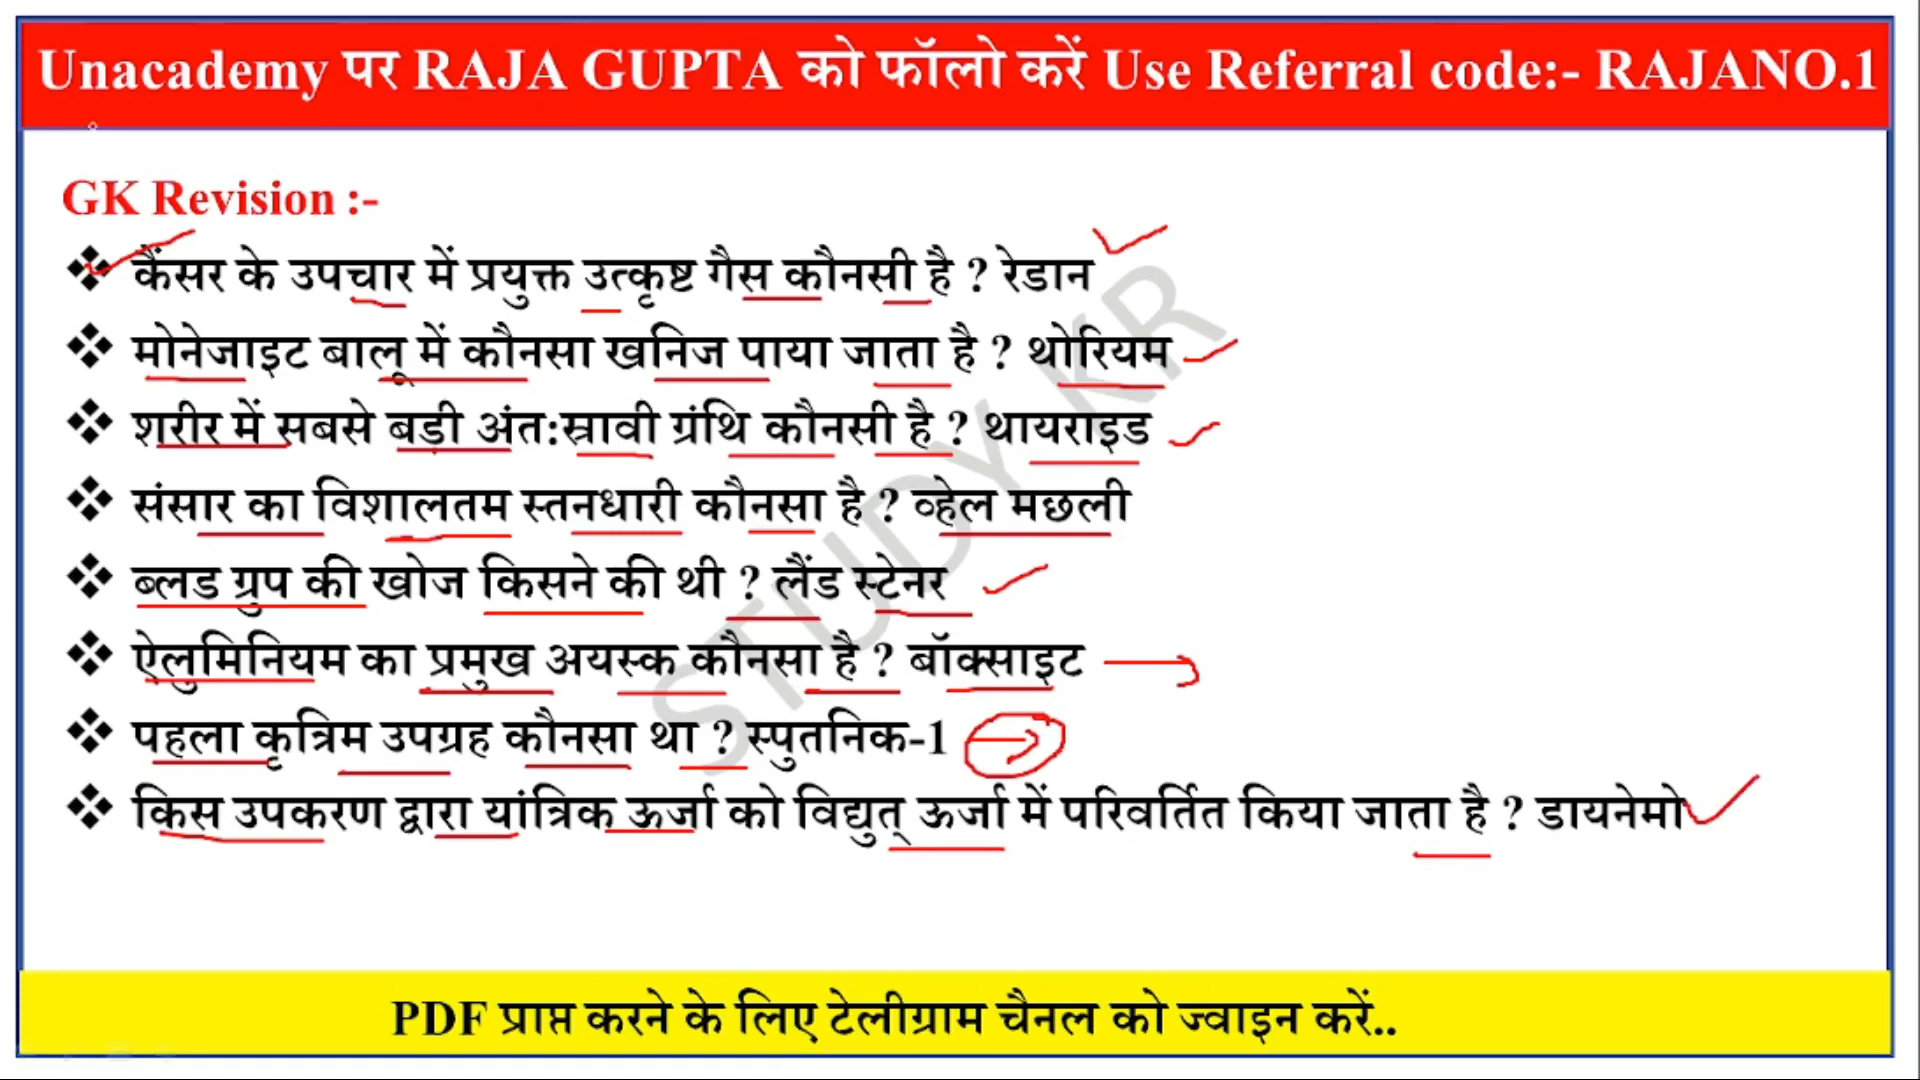 Unacademy पर RAJA GUPTA को फॉलो करें Use Referral code:- RAJANO.1
GK Revision :-
❖ कैंसर के उपचार में प्रयुक्त उत्कृष्ट गैस कौनसी है ? रेडान
❖ मोनेजाइट बालू में कौनसा खनिज पाया जाता है ? थोरियम
❖ शरीर में सबसे बड़ी अंत:स्रावी ग्रंथि कौनसी है ? थायराइड
❖ संसार का विशालतम स्तनधारी कौनसा है ? व्हेल मछली
❖ ब्लड ग्रुप की खोज किसने की थी ? लैंड स्टेनर
❖ ऐलुमिनियम का प्रमुख अयस्क कौनसा है ? बॉक्साइट
❖ पहला कृत्रिम उपग्रह कौनसा था ? स्पुतनिक-1
❖ किस उपकरण द्वारा यांत्रिक ऊर्जा को विद्युत् ऊर्जा में परिवर्तित किया जाता है ? डायनेमो
STUDY KR
PDF प्राप्त करने के लिए टेलीग्राम चैनल को ज्वाइन करें..